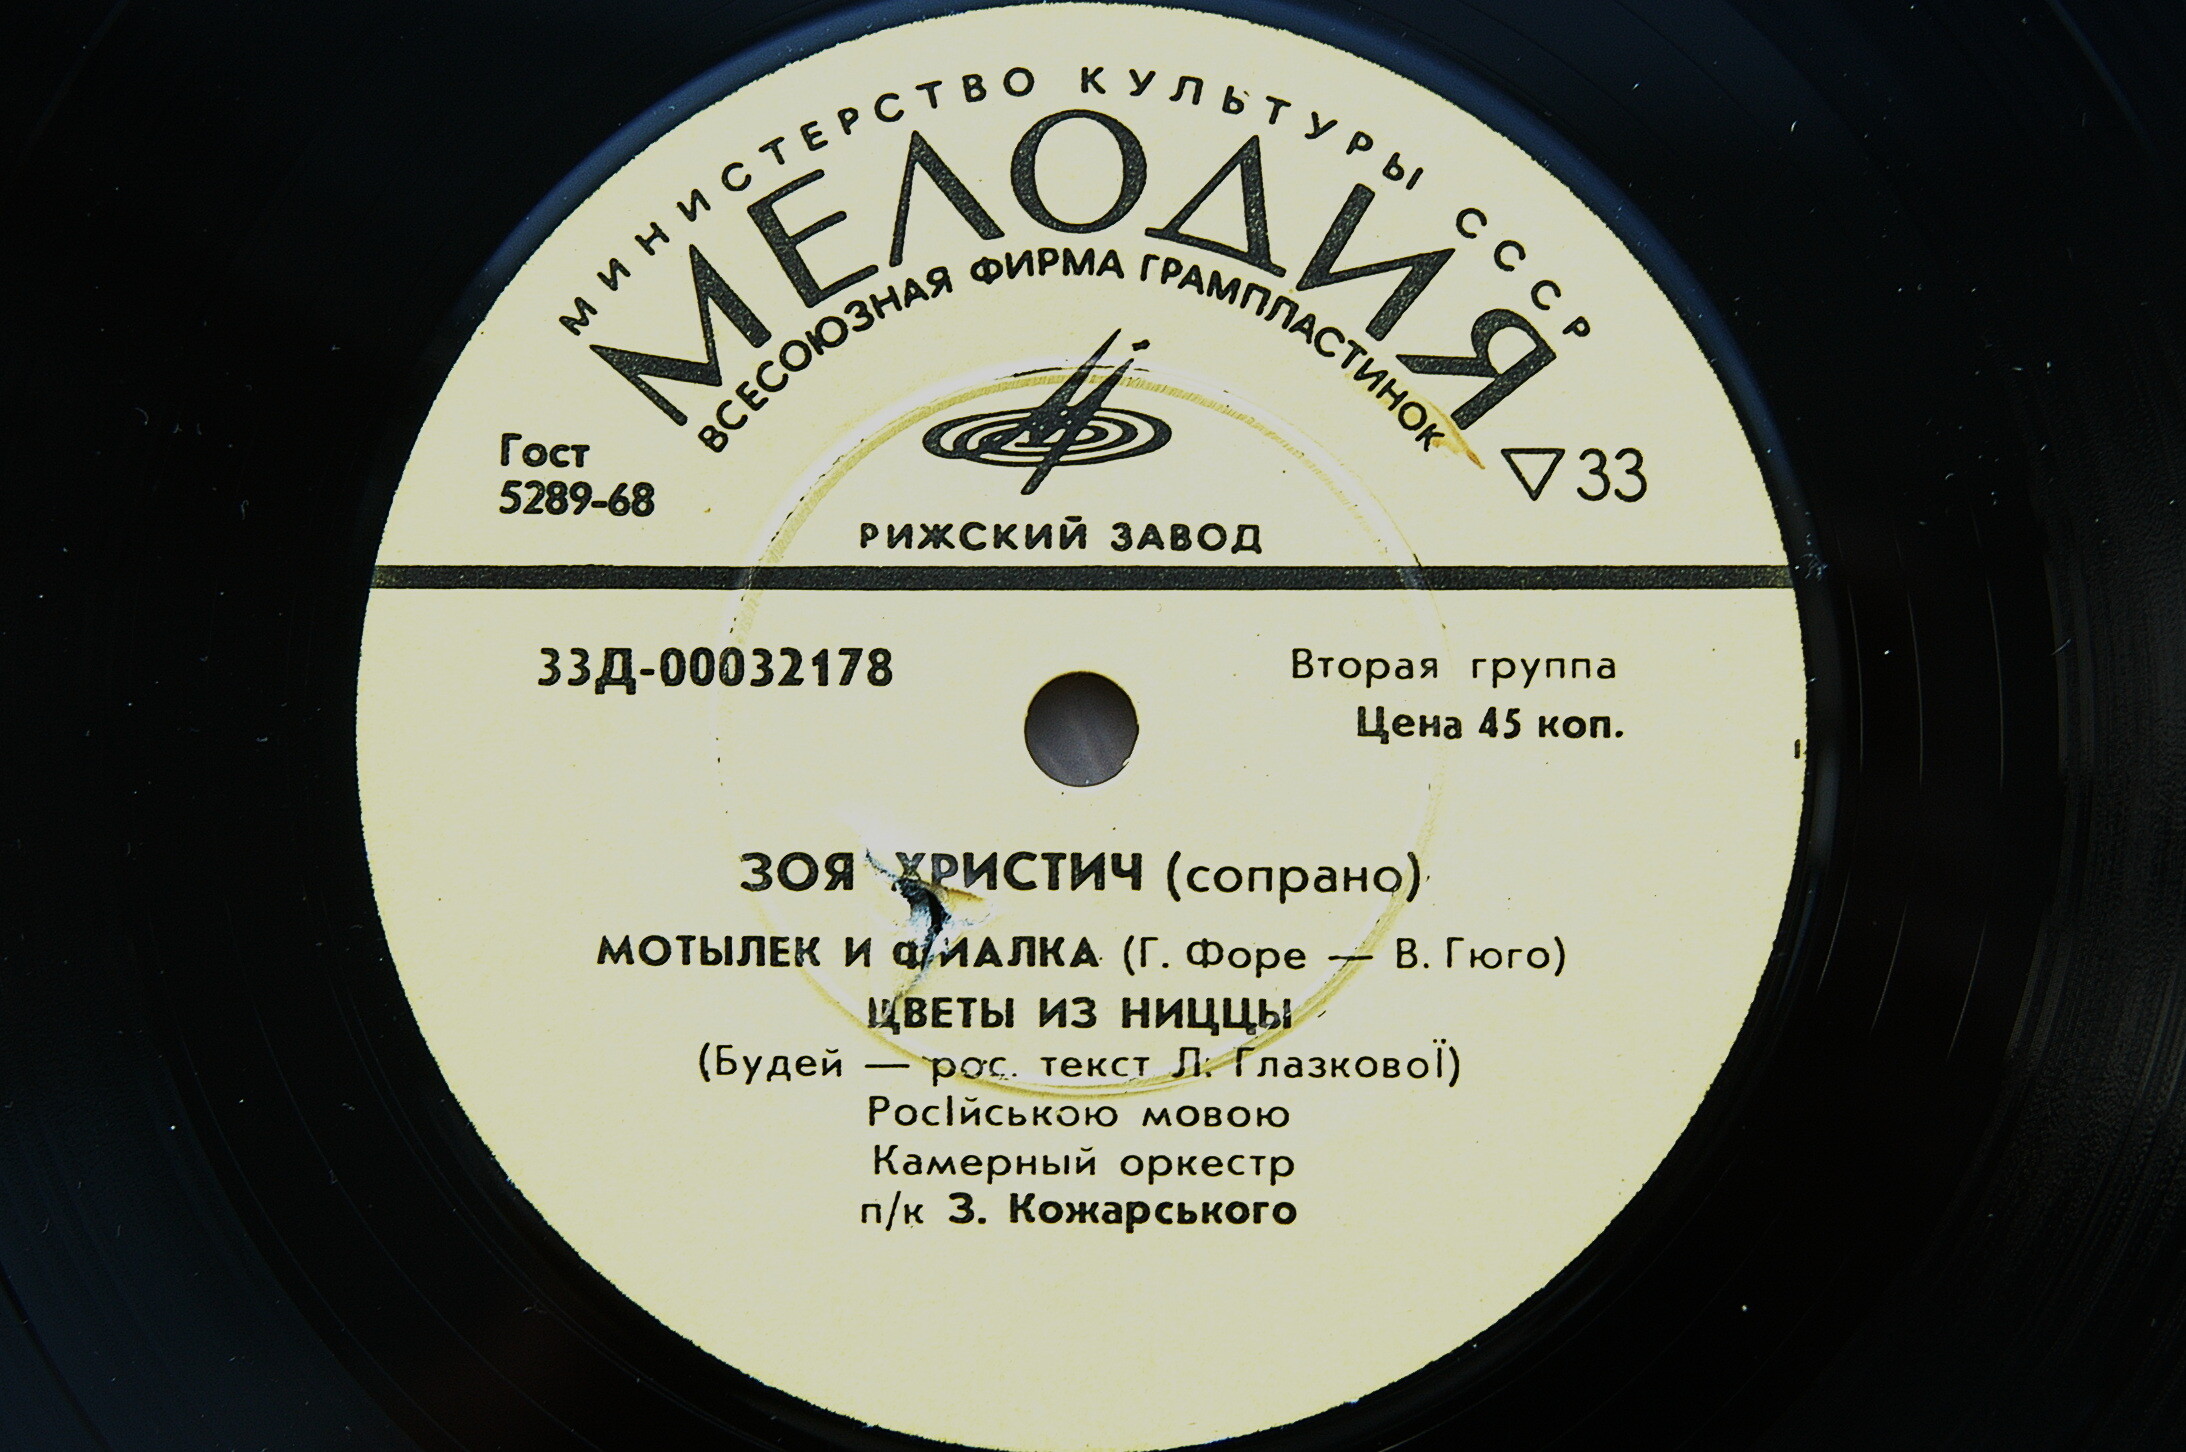 МИНИСТЕРСТВО КУЛЬТУРЫ СССР
МЕЛОДИЯ
ВСЕСОЮЗНАЯ ФИРМА ГРАМПЛАСТИНОК
Гост
5289-68
▽33
РИЖСКИЙ ЗАВОД
33Д-00032178
Вторая группа
Цена 45 коп.
ЗОЯ ХРИСТИЧ (сопрано)
МОТЫЛЕК И ФИАЛКА (Г. Форе — В. Гюго)
ЦВЕТЫ ИЗ НИЦЦЫ
(Будей — рос. текст Л. Глазкової)
РосІйською мовою
Камерный оркестр
п/к З. Кожарського